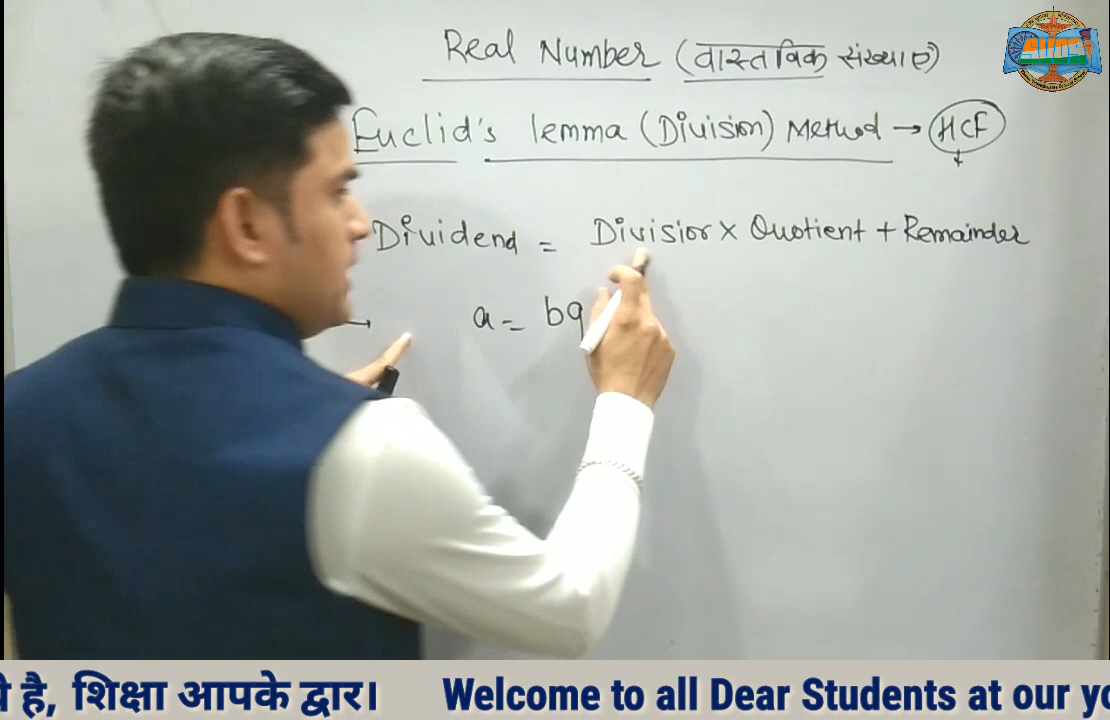 Real Number (वास्तविक संख्याएँ)
Euclid's lemma (Division) Method → HCF
Dividend = Divisior × Quotient + Remainder
→ a = bq
SUCS
े है, शिक्षा आपके द्वार। Welcome to all Dear Students at our yo